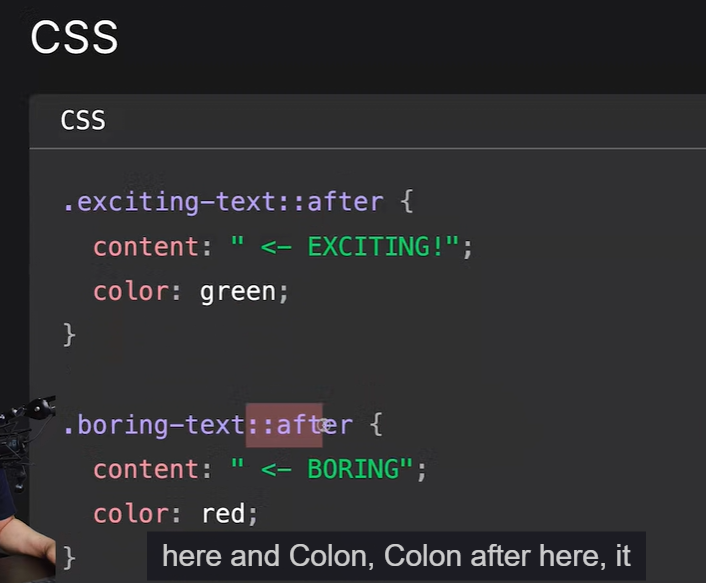 CSS
CSS
.exciting-text::after {
content: " <- EXCITING!";
color: green;
}
.boring-text::after {
content: " <- BORING";
color: red;
}
here and Colon, Colon after here, it